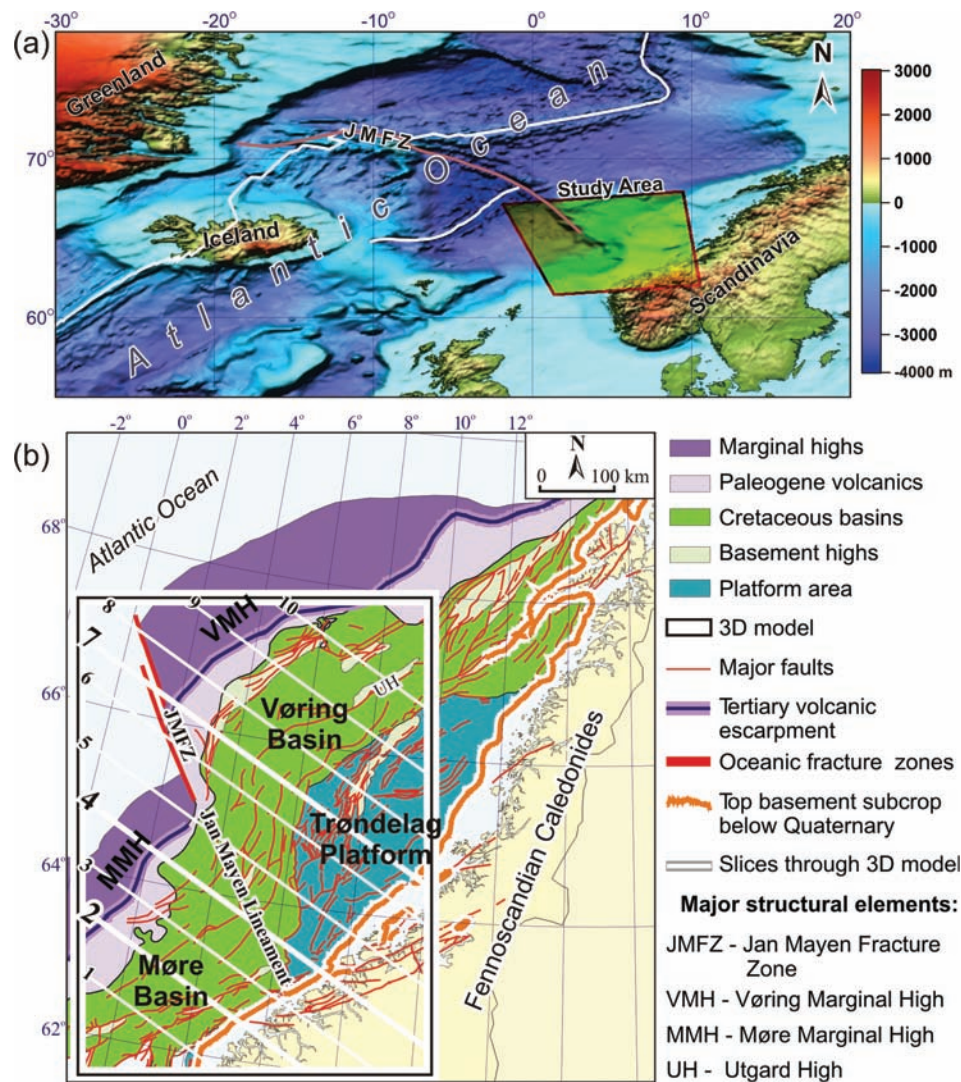 (a)
-30° -20° -10° 0° 10° 20°
Greenland
N
JMFZ
Atlantic Ocean
70°
Study Area
Iceland
Scandinavia
60°
3000
2000
1000
0
-1000
-2000
-3000
-4000 m
(b)
-2° 0° 2° 4° 6° 8° 10° 12°
N
0 100 km
Atlantic Ocean
68°
66°
64°
62°
8
9
10
7
6
5
4
3
2
1
VMH
UH
Vøring
Basin
JMFZ
Trøndelag
Platform
MMH
Jan Mayen Lineament
Møre
Basin
Fennoscandian Caledonides
Marginal highs
Paleogene volcanics
Cretaceous basins
Basement highs
Platform area
3D model
Major faults
Tertiary volcanic
escarpment
Oceanic fracture zones
Top basement subcrop
below Quaternary
Slices through 3D model
Major structural elements:
JMFZ - Jan Mayen Fracture
Zone
VMH - Vøring Marginal High
MMH - Møre Marginal High
UH - Utgard High